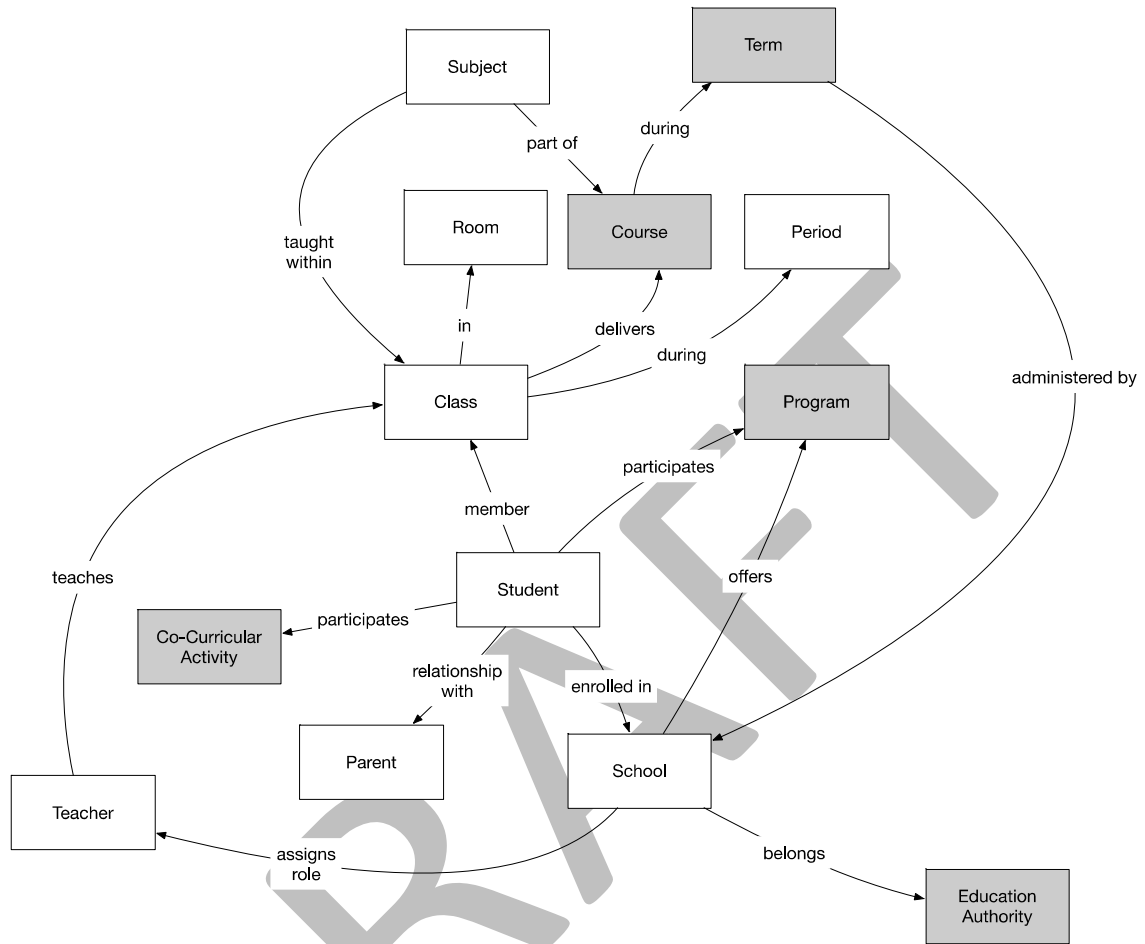 Term
Subject
during
part of
Room
Course
Period
taught
within
in
delivers
during
administered by
Class
Program
participates
member
teaches
offers
Student
Co-Curricular
Activity
participates
relationship
with
enrolled in
Parent
School
Teacher
assigns
role
belongs
Education
Authority
RAFT